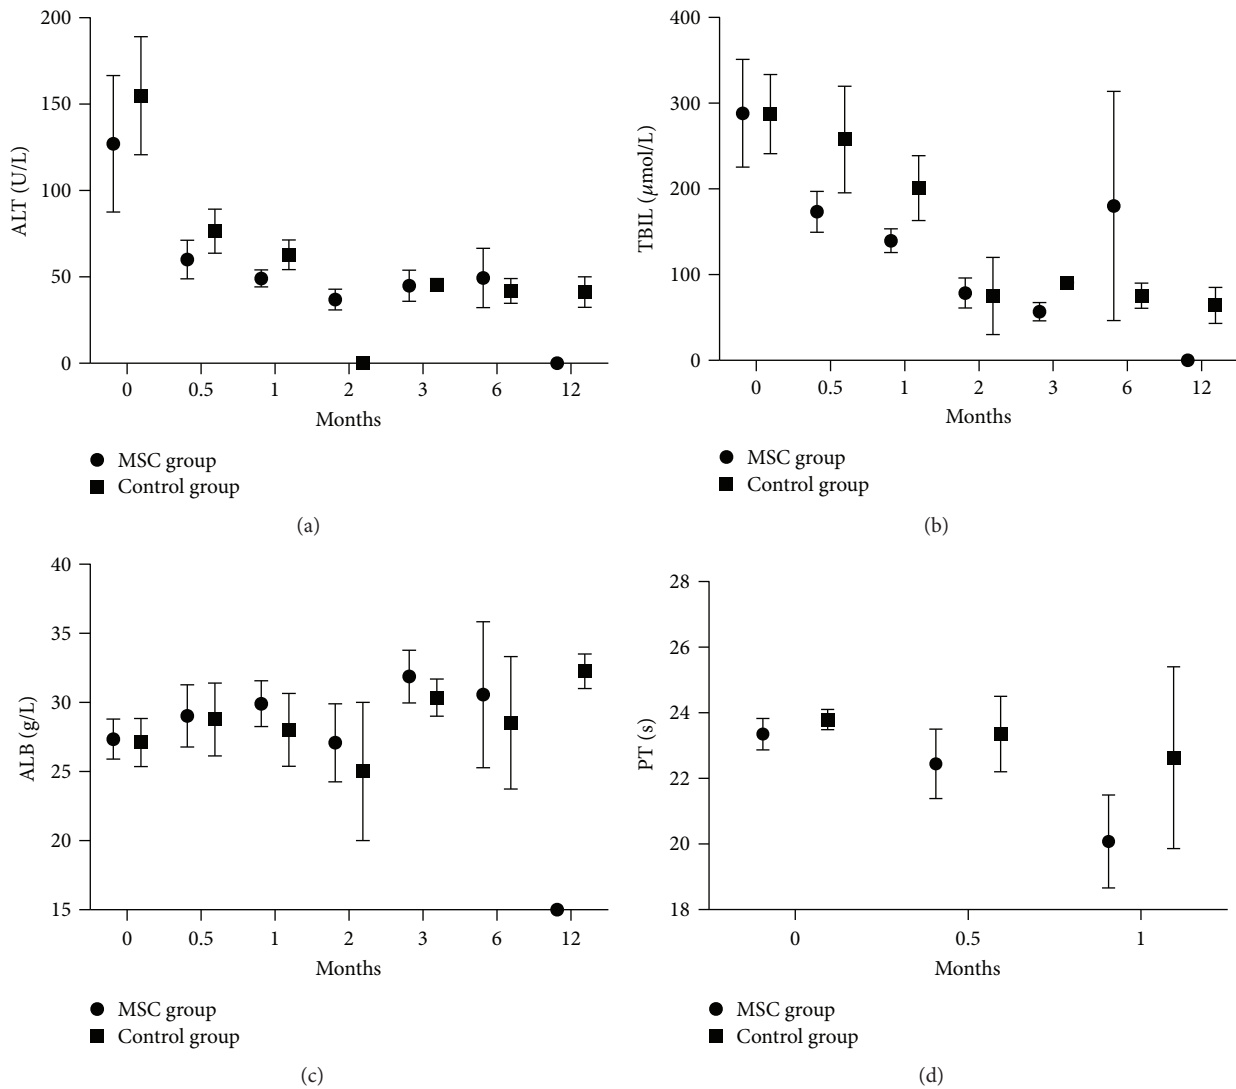 200
150
100
50
0
ALT (U/L)
0 0.5 1 2 3 6 12
Months
MSC group
Control group
(a)
400
300
200
100
0
TBIL (μmol/L)
0 0.5 1 2 3 6 12
Months
MSC group
Control group
(b)
40
35
30
25
20
15
ALB (g/L)
0 0.5 1 2 3 6 12
Months
MSC group
Control group
(c)
28
26
24
22
20
18
PT (s)
0 0.5 1
Months
MSC group
Control group
(d)